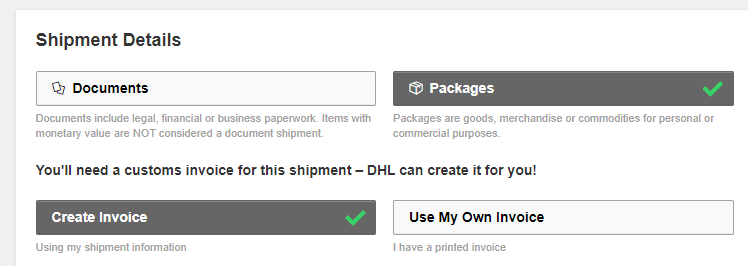 Shipment Details
Documents
Packages
Documents include legal, financial or business paperwork. Items with
monetary value are NOT considered a document shipment.
Packages are goods, merchandise or commodities for personal or
commercial purposes.
You'll need a customs invoice for this shipment – DHL can create it for you!
Create Invoice
Use My Own Invoice
Using my shipment information
I have a printed invoice